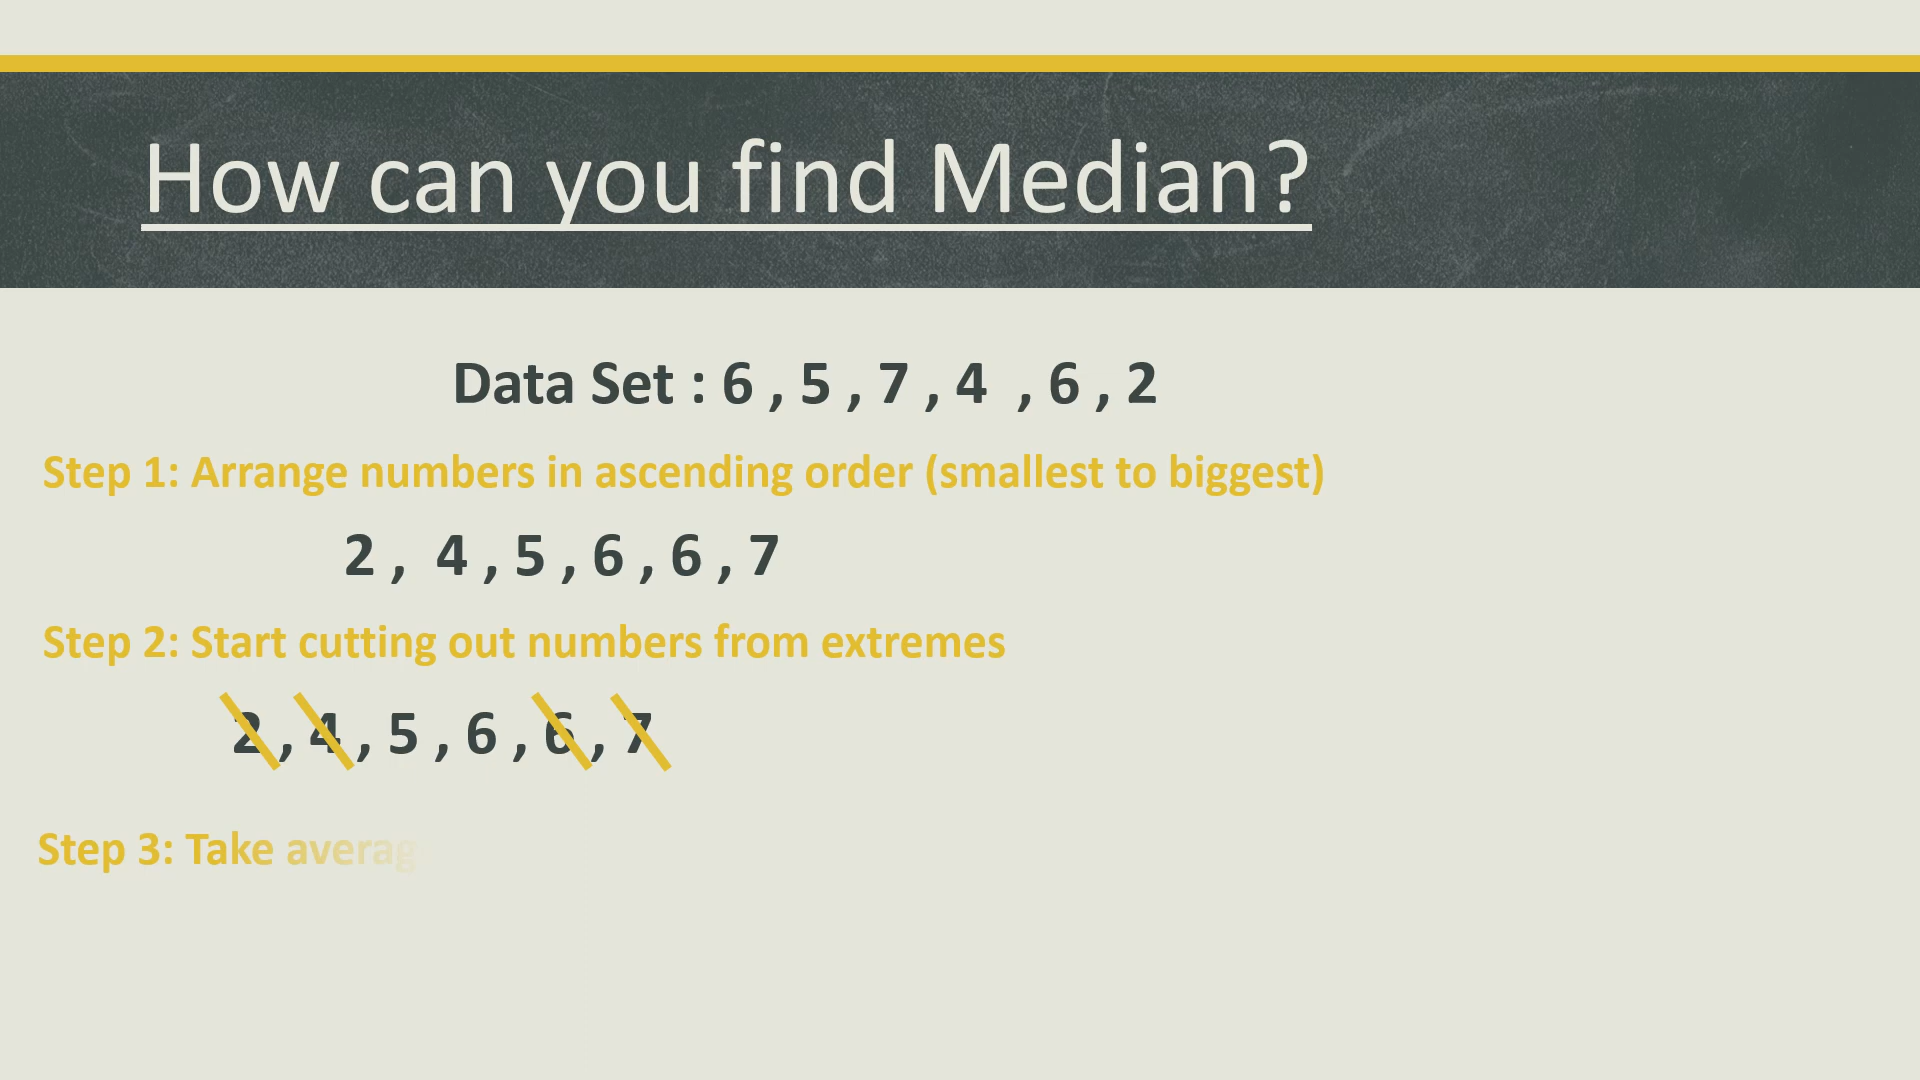 How can you find Median?
Data Set : 6 , 5 , 7 , 4 , 6 , 2
Step 1: Arrange numbers in ascending order (smallest to biggest)
2 , 4 , 5 , 6 , 6 , 7
Step 2: Start cutting out numbers from extremes
2 , 4 , 5 , 6 , 6 , 7
Step 3: Take averag